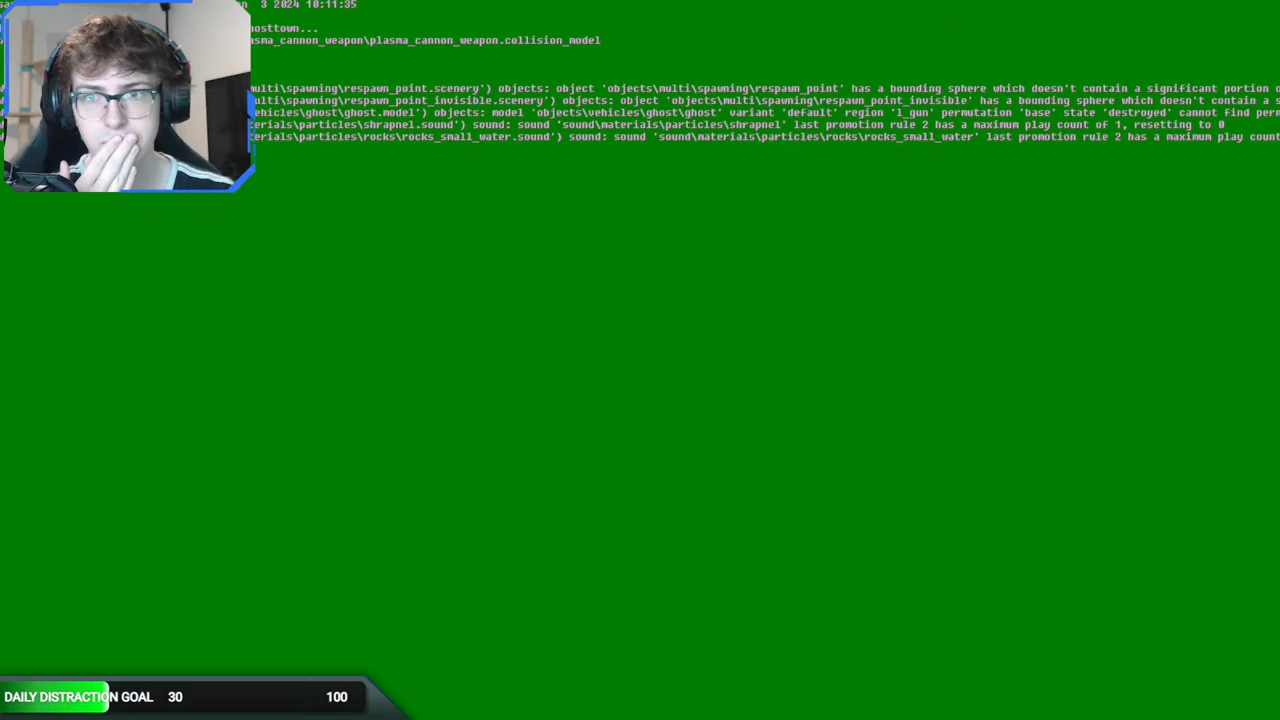 3 2024 10:11:35
osttown...
asma_cannon_weapon\plasma_cannon_weapon.collision_model
multi\spawning\respawn_point.scenery') objects: object 'objects\multi\spawning\respawn_point' has a bounding sphere which doesn't contain a significant portion o
ulti\spawning\respawn_point_invisible.scenery') objects: object 'objects\multi\spawning\respawn_point_invisible' has a bounding sphere which doesn't contain a s
ehicles\ghost\ghost.model') objects: model 'objects\vehicles\ghost\ghost' variant 'default' region 'l_gun' permutation 'base' state 'destroyed' cannot find perm
terials\particles\shrapnel.sound') sound: sound 'sound\materials\particles\shrapnel' last promotion rule 2 has a maximum play count of 1, resetting to 0
terials\particles\rocks\rocks_small_water.sound') sound: sound 'sound\materials\particles\rocks\rocks_small_water' last promotion rule 2 has a maximum play count
DAILY DISTRACTION GOAL 30 100